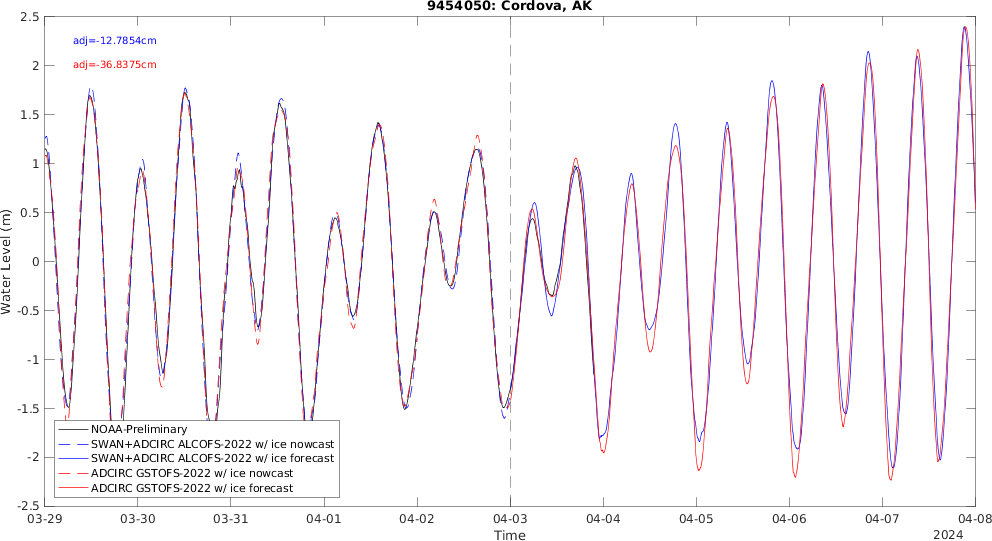 9454050: Cordova, AK
adj=-12.7854cm
adj=-36.8375cm
2.5
2
1.5
1
0.5
0
-0.5
-1
-1.5
-2
-2.5
Water Level (m)
NOAA-Preliminary
SWAN+ADCIRC ALCOFS-2022 w/ ice nowcast
SWAN+ADCIRC ALCOFS-2022 w/ ice forecast
ADCIRC GSTOFS-2022 w/ ice nowcast
ADCIRC GSTOFS-2022 w/ ice forecast
03-29 03-30 03-31 04-01 04-02 04-03 04-04 04-05 04-06 04-07 04-08
Time
2024